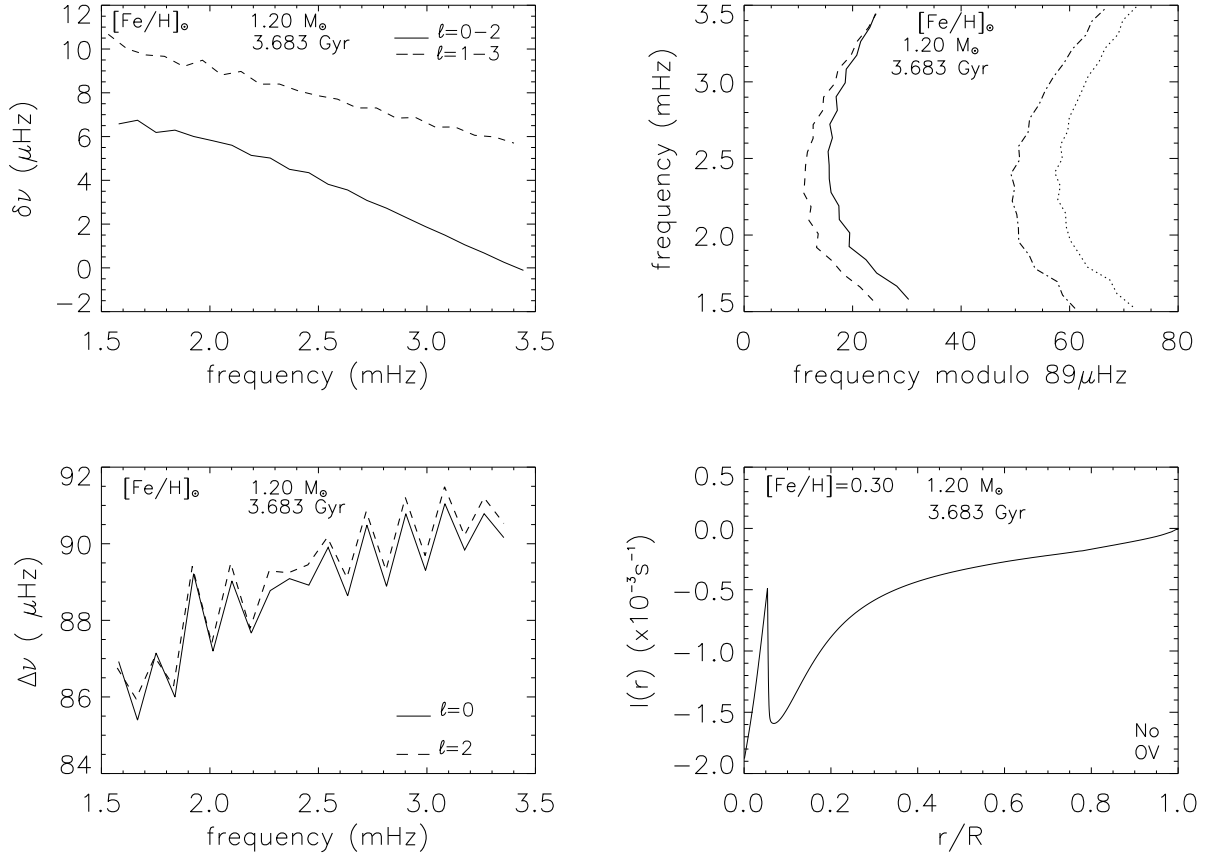 [Fe/H]⊙
1.20 M⊙
3.683 Gyr
ℓ=0−2
ℓ=1−3
12
10
8
6
4
2
0
−2
δν (μHz)
1.5 2.0 2.5 3.0 3.5
frequency (mHz)
[Fe/H]⊙
1.20 M⊙
3.683 Gyr
3.5
3.0
2.5
2.0
1.5
frequency (mHz)
0 20 40 60 80
frequency modulo 89μHz
[Fe/H]⊙
1.20 M⊙
3.683 Gyr
92
90
88
86
84
Δν ( μHz)
ℓ=0
ℓ=2
1.5 2.0 2.5 3.0 3.5
frequency (mHz)
[Fe/H]=0.30 1.20 M⊙
3.683 Gyr
0.5
0.0
−0.5
−1.0
−1.5
−2.0
I(r) (x10⁻³s⁻¹)
No
OV
0.0 0.2 0.4 0.6 0.8 1.0
r/R